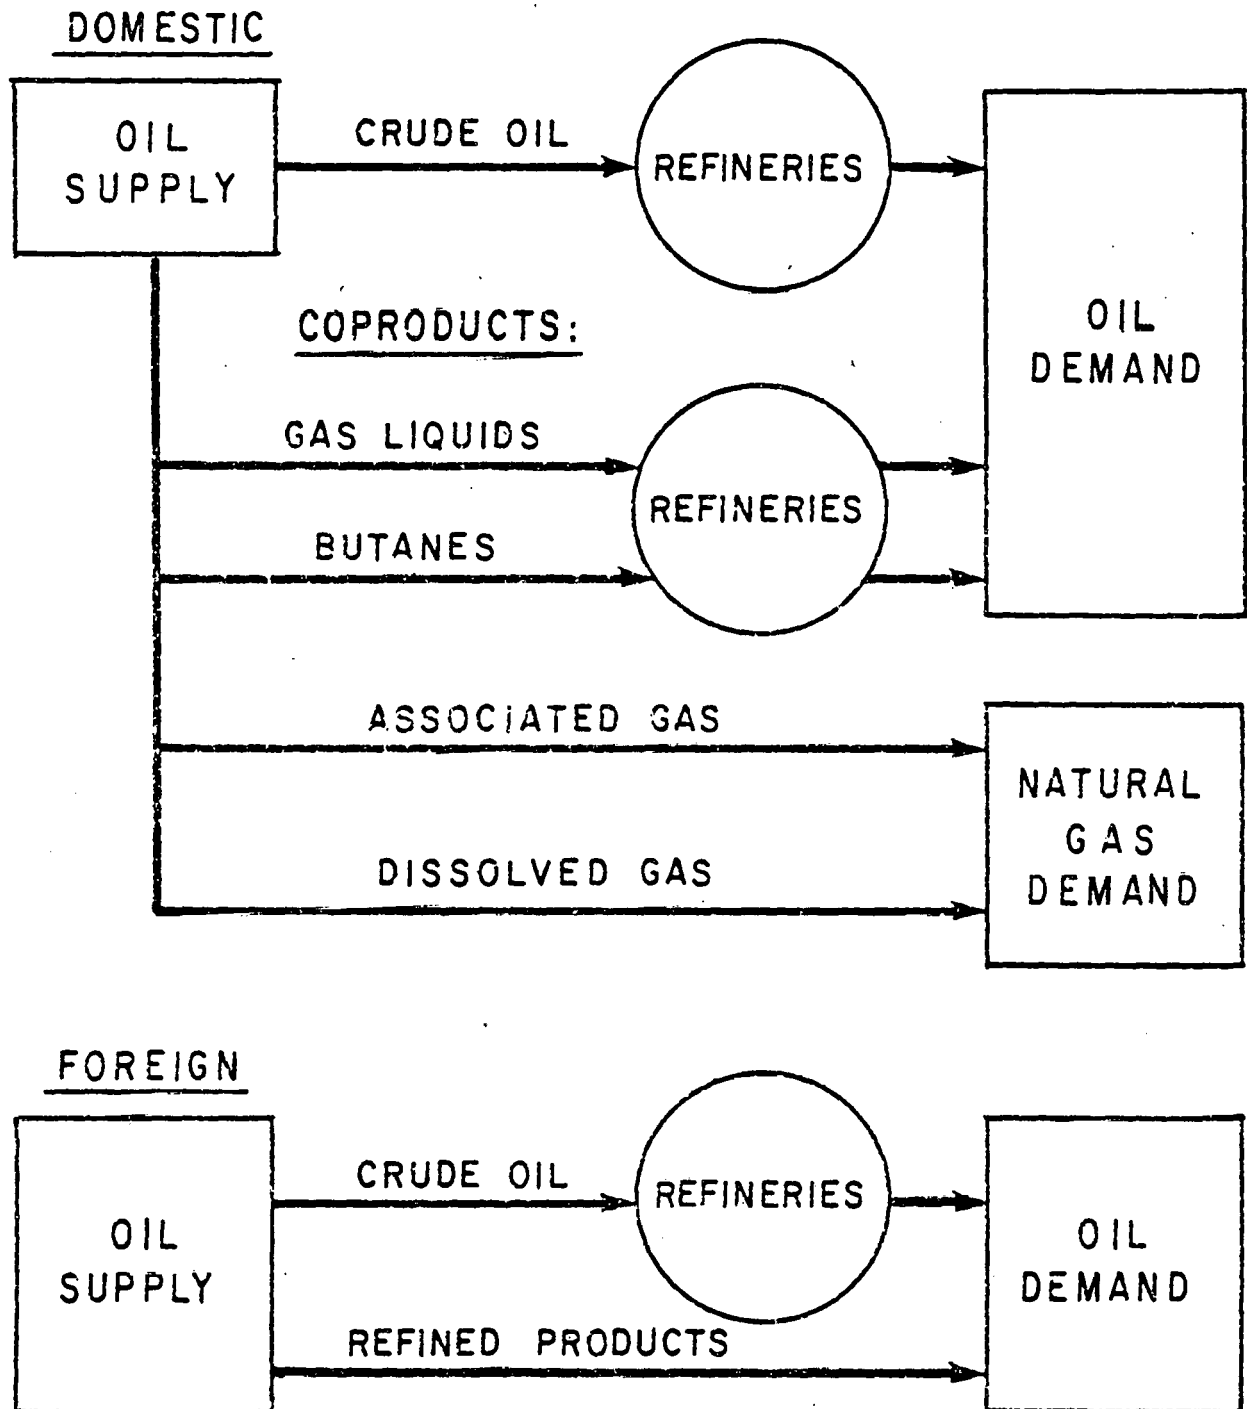 DOMESTIC
OIL
SUPPLY
CRUDE OIL
REFINERIES
OIL
DEMAND
COPRODUCTS:
GAS LIQUIDS
REFINERIES
BUTANES
ASSOCIATED GAS
NATURAL
GAS
DEMAND
DISSOLVED GAS
FOREIGN
OIL
SUPPLY
CRUDE OIL
REFINERIES
OIL
DEMAND
REFINED PRODUCTS